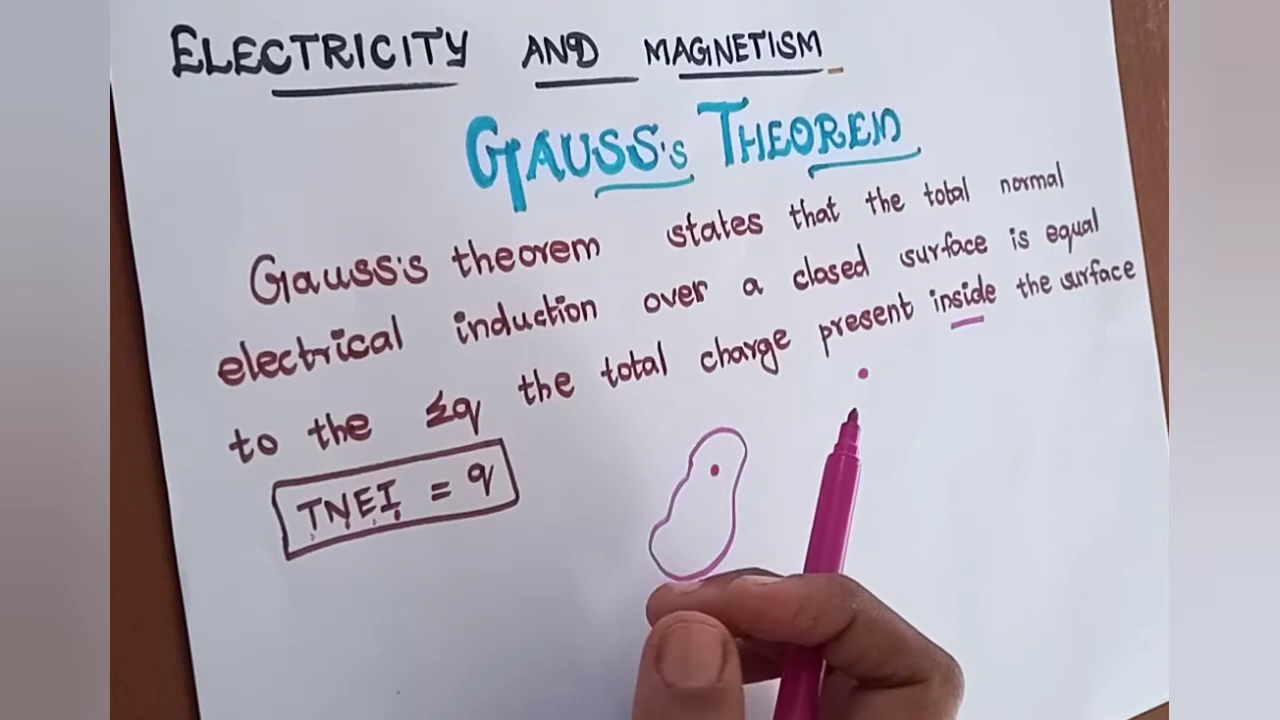 ELECTRICITY AND MAGNETISM
GAUSS's THEOREM
Gauss's theorem states that the total normal
electrical induction over a closed surface is equal
to the Σq the total charge present inside the surface
TNEI = q